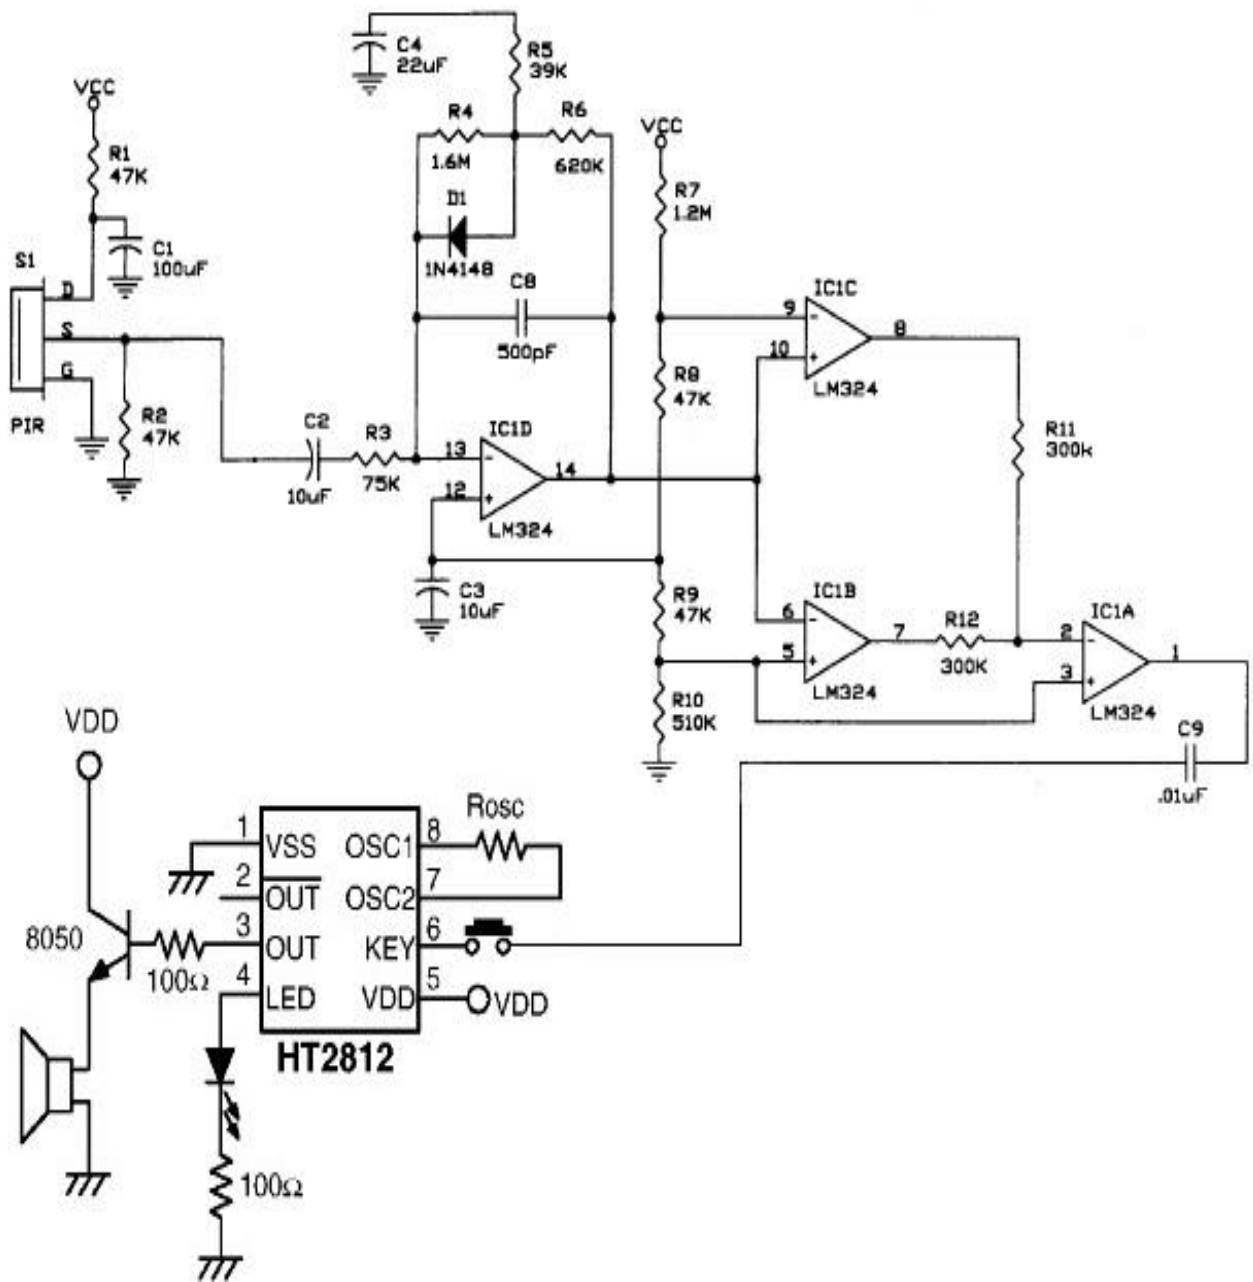 C4
22uF
R5
39K
VCC
R4
1.6M
R6
620K
VCC
R1
47K
D1
1N4148
R7
1.2M
C1
100uF
S1
D
S
G
PIR
C8
500pF
IC1C
9
-
10
+
8
LM324
R2
47K
R8
47K
C2
10uF
R3
75K
IC1D
13
-
12
+
14
LM324
R11
300k
C3
10uF
R9
47K
IC1B
6
-
5
+
7
LM324
R12
300K
IC1A
2
-
3
+
1
LM324
R10
510K
C9
.01uF
VDD
8050
100Ω
1 VSS OSC1 8
Rosc
2 OUT OSC2 7
3 OUT KEY 6
4 LED VDD 5
VDD
HT2812
100Ω